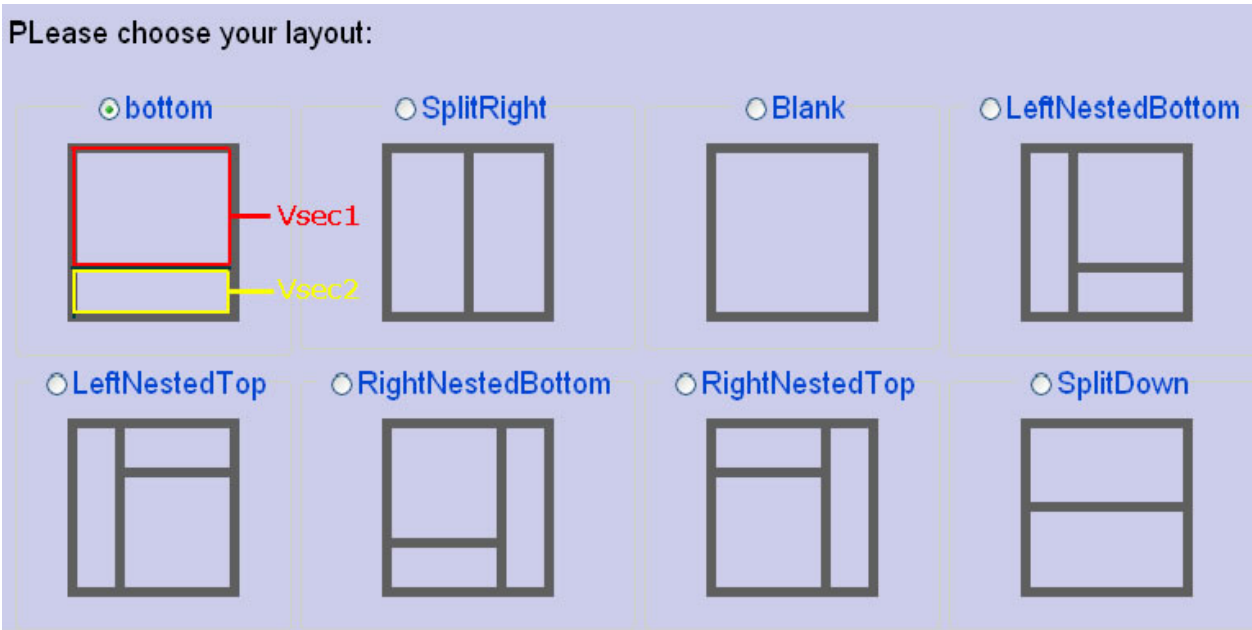 PLease choose your layout:
bottom SplitRight Blank LeftNestedBottom
Vsec1
Vsec2
LeftNestedTop RightNestedBottom RightNestedTop SplitDown